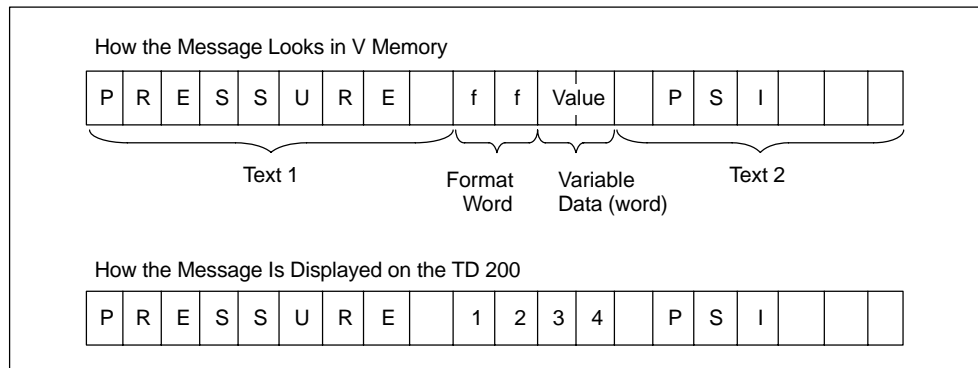 How the Message Looks in V Memory
P R E S S U R E f f Value P S I
Text 1 Format Word Variable Data (word) Text 2
How the Message Is Displayed on the TD 200
P R E S S U R E 1 2 3 4 P S I